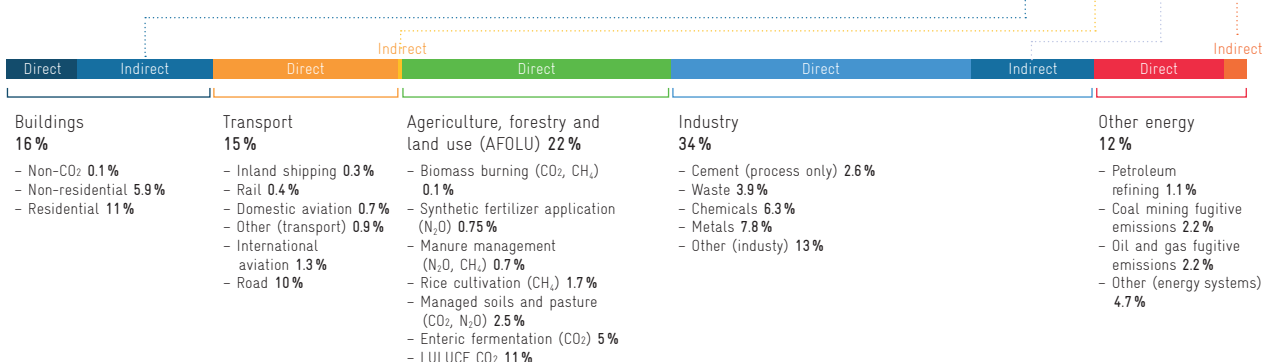 Indirect
Indirect
Direct
Indirect
Direct
Direct
Direct
Indirect
Direct
Buildings
16 %
– Non-CO₂ 0.1 %
– Non-residential 5.9 %
– Residential 11 %
Transport
15 %
– Inland shipping 0.3 %
– Rail 0.4 %
– Domestic aviation 0.7 %
– Other (transport) 0.9 %
– International
aviation 1.3 %
– Road 10 %
Agericulture, forestry and
land use (AFOLU) 22 %
– Biomass burning (CO₂, CH₄)
0.1 %
– Synthetic fertilizer application
(N₂O) 0.75 %
– Manure management
(N₂O, CH₄) 0.7 %
– Rice cultivation (CH₄) 1.7 %
– Managed soils and pasture
(CO₂, N₂O) 2.5 %
– Enteric fermentation (CO₂) 5 %
– LULUCF CO₂ 11 %
Industry
34 %
– Cement (process only) 2.6 %
– Waste 3.9 %
– Chemicals 6.3 %
– Metals 7.8 %
– Other (industy) 13 %
Other energy
12 %
– Petroleum
refining 1.1 %
– Coal mining fugitive
emissions 2.2 %
– Oil and gas fugitive
emissions 2.2 %
– Other (energy systems)
4.7 %